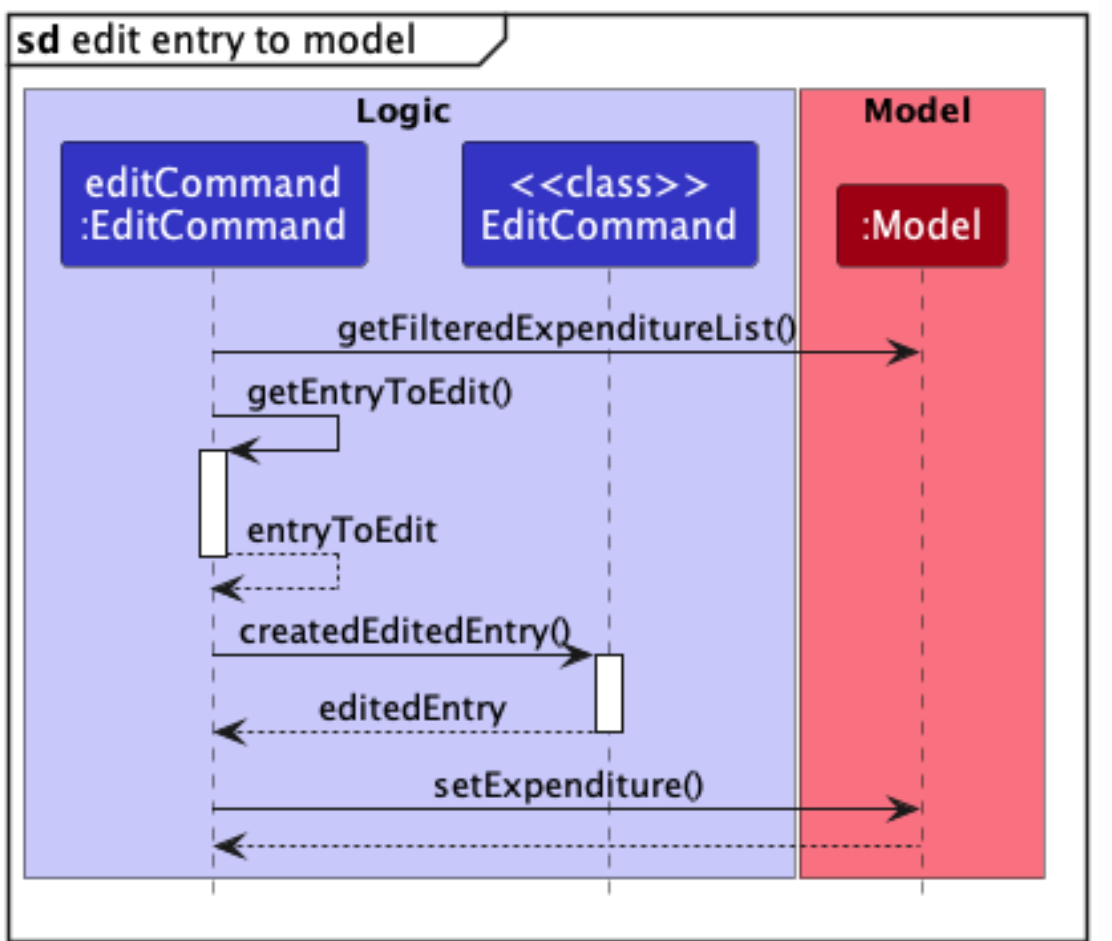 sd edit entry to model
Logic
Model
editCommand
:EditCommand
<<class>>
EditCommand
:Model
getFilteredExpenditureList()
getEntryToEdit()
entryToEdit
createdEditedEntry()
editedEntry
setExpenditure()